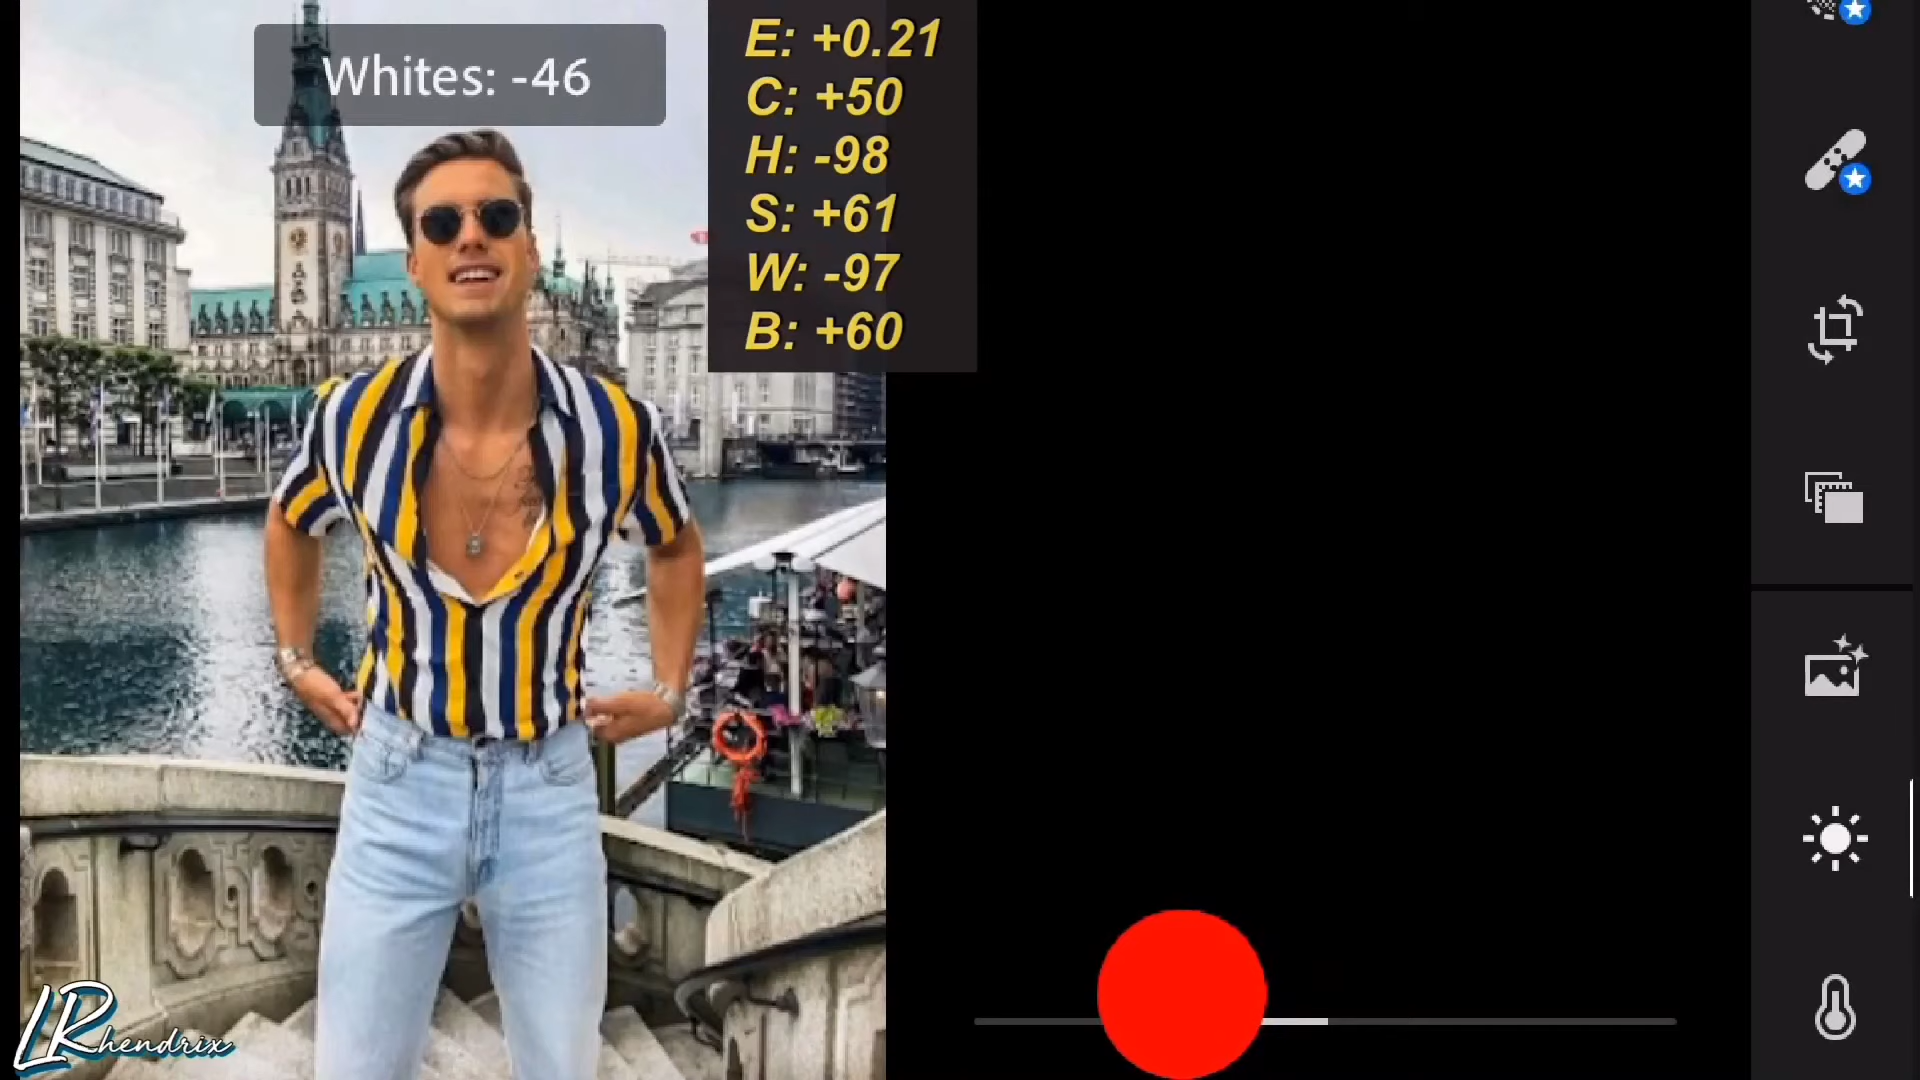 Whites: -46
E: +0.21
C: +50
H: -98
S: +61
W: -97
B: +60
LRhendrix